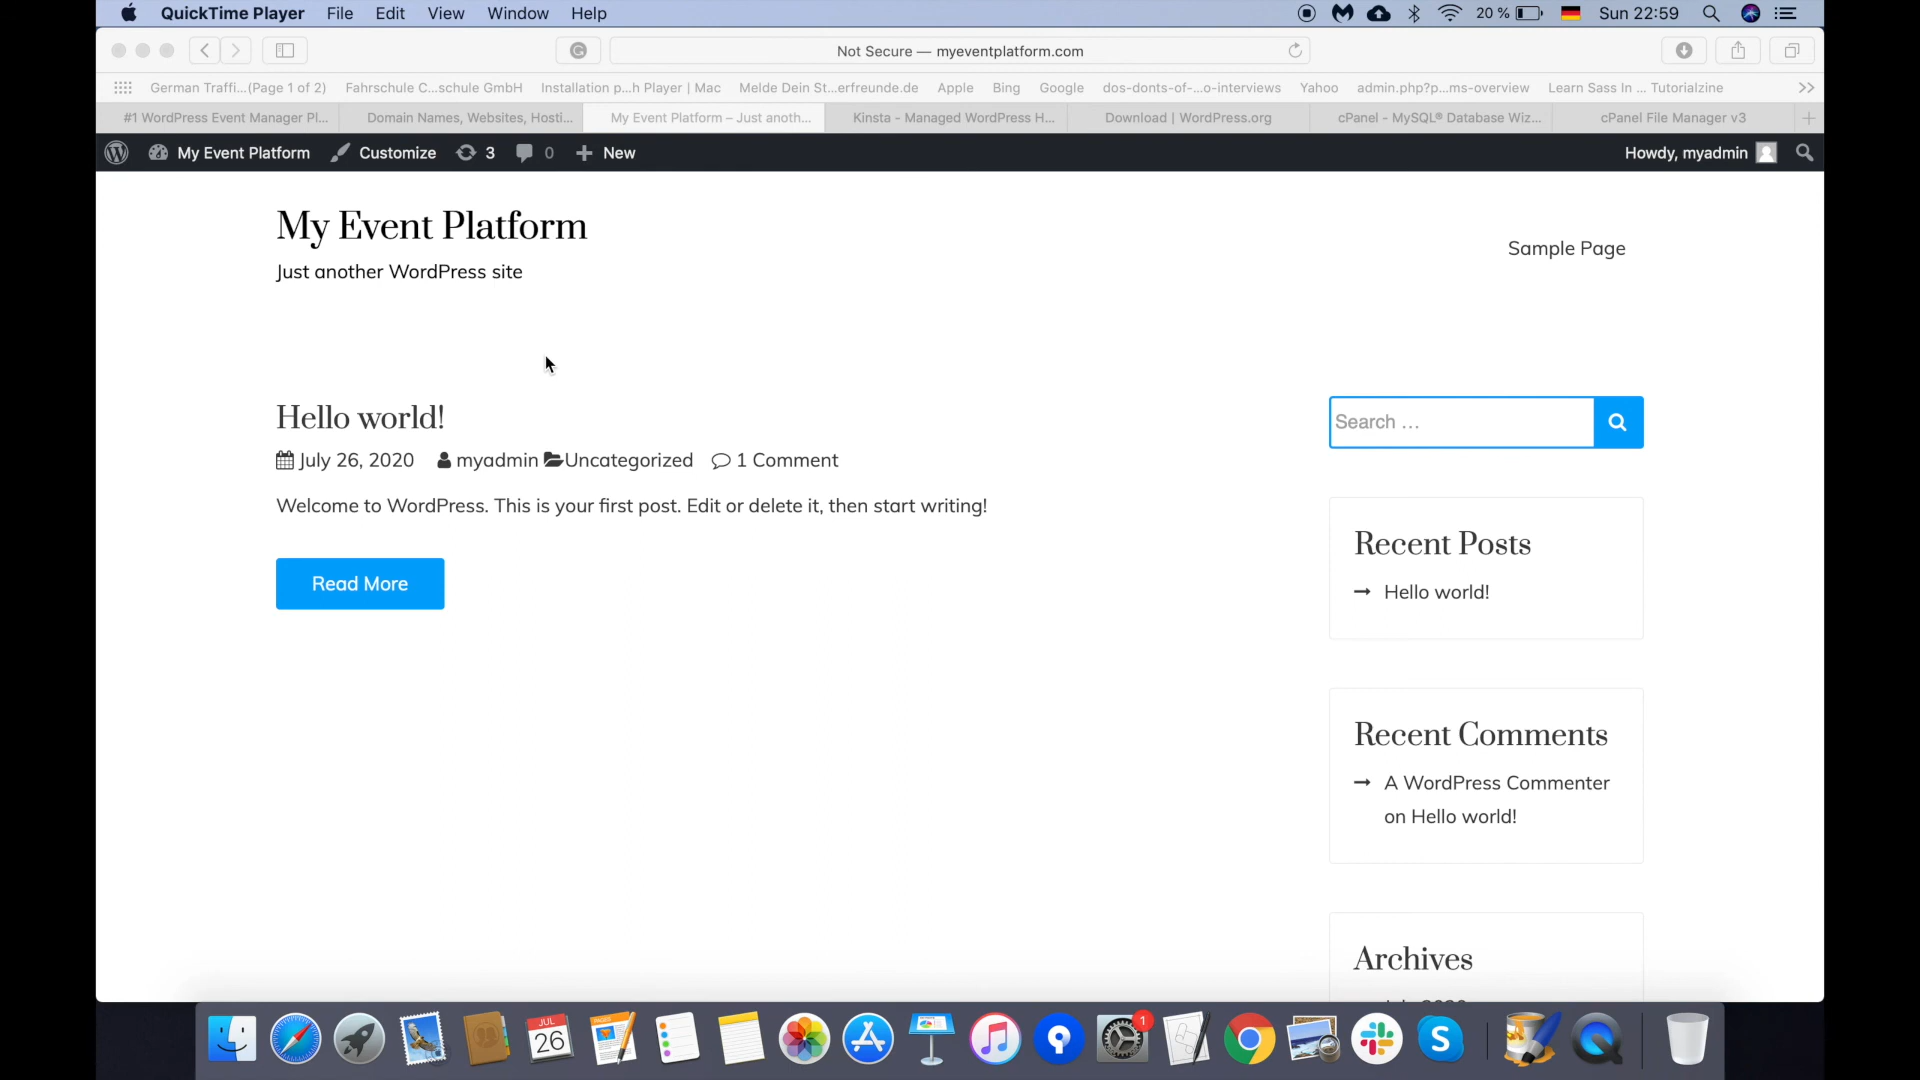 QuickTime Player File Edit View Window Help 20 % Sun 22:59
Not Secure — myeventplatform.com
German Traffi...(Page 1 of 2) Fahrschule C...schule GmbH Installation p...h Player | Mac Melde Dein St...erfreunde.de Apple Bing Google dos-donts-of-...o-interviews Yahoo admin.php?p...ms-overview Learn Sass In ... Tutorialzine
#1 WordPress Event Manager Pl... Domain Names, Websites, Hosti... My Event Platform – Just anoth... Kinsta - Managed WordPress H... Download | WordPress.org cPanel - MySQL® Database Wiz... cPanel File Manager v3
My Event Platform Customize 3 0 New Howdy, myadmin
My Event Platform
Just another WordPress site
Sample Page
Hello world!
July 26, 2020 myadmin Uncategorized 1 Comment
Welcome to WordPress. This is your first post. Edit or delete it, then start writing!
Read More
Search …
Recent Posts
Hello world!
Recent Comments
A WordPress Commenter
on Hello world!
Archives
JUL
26
PAGES
1